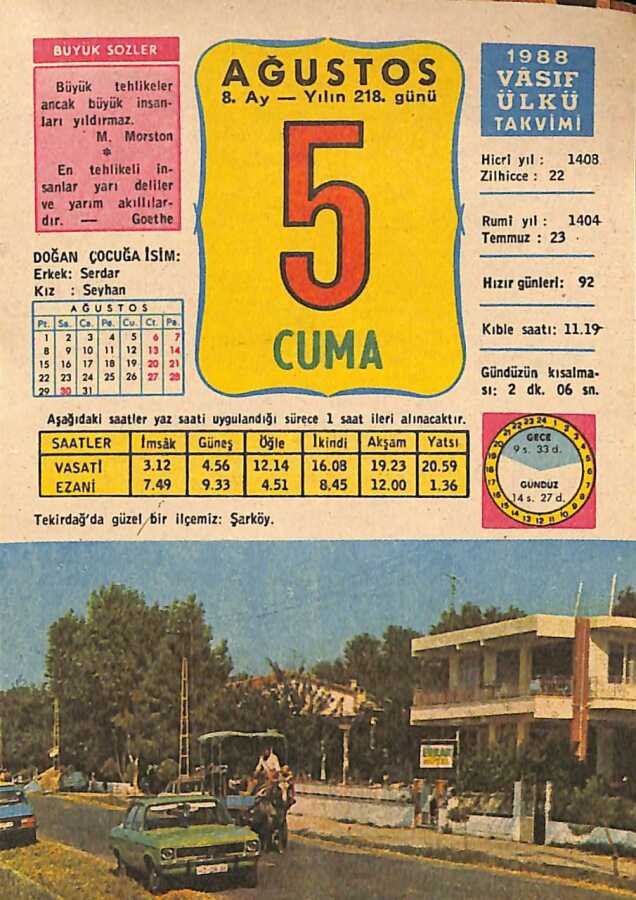 BÜYÜK SÖZLER
Büyük tehlikeler
ancak büyük insan-
ları yıldırmaz.
M. Morston
*
En tehlikeli in-
sanlar yarı deliler
ve yarım akıllılar-
dır. — Goethe
DOĞAN ÇOCUĞA İSİM:
Erkek: Serdar
Kız : Seyhan
AĞUSTOS
Pt. Sa. Ça. Pe. Cu. Ct. Pa.
1 2 3 4 5 6 7
8 9 10 11 12 13 14
15 16 17 18 19 20 21
22 23 24 25 26 27 28
29 30 31
AĞUSTOS
8. Ay — Yılın 218. günü
5
CUMA
1988
VÂSIF
ÜLKÜ
TAKVİMİ
Hicrî yıl : 1408
Zilhicce : 22
Rumî yıl : 1404
Temmuz : 23
Hızır günleri: 92
Kıble saati: 11.19
Gündüzün kısalma-
sı: 2 dk. 06 sn.
Aşağıdaki saatler yaz saati uygulandığı sürece 1 saat ileri alınacaktır.
SAATLER İmsâk Güneş Öğle İkindi Akşam Yatsı
VASATİ 3.12 4.56 12.14 16.08 19.23 20.59
EZANİ 7.49 9.33 4.51 8.45 12.00 1.36
GECE
9 s. 33 d.
GÜNDÜZ
14 s. 27 d.
Tekirdağ'da güzel bir ilçemiz: Şarköy.